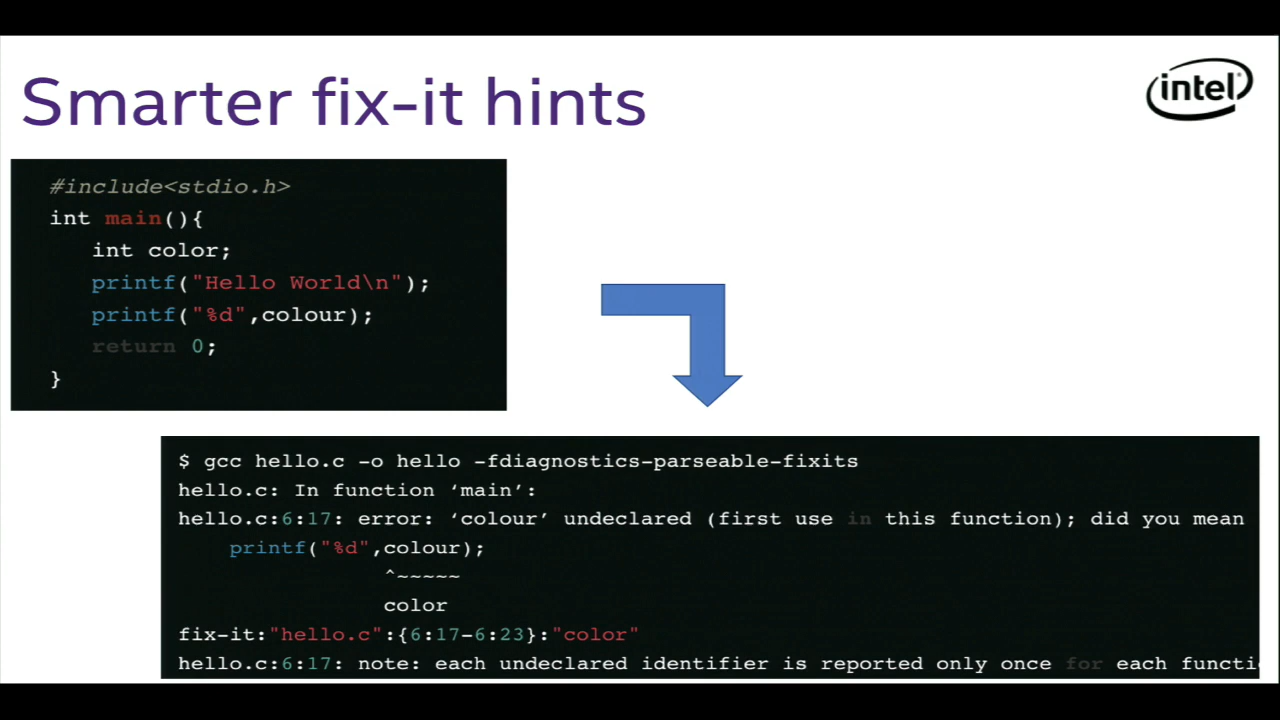 Smarter fix-it hints
intel
#include<stdio.h>
int main(){
int color;
printf("Hello World\n");
printf("%d",colour);
return 0;
}
$ gcc hello.c -o hello -fdiagnostics-parseable-fixits
hello.c: In function ‘main’:
hello.c:6:17: error: ‘colour’ undeclared (first use in this function); did you mean
printf("%d",colour);
^~~~~~
color
fix-it:"hello.c":{6:17-6:23}:"color"
hello.c:6:17: note: each undeclared identifier is reported only once for each functi